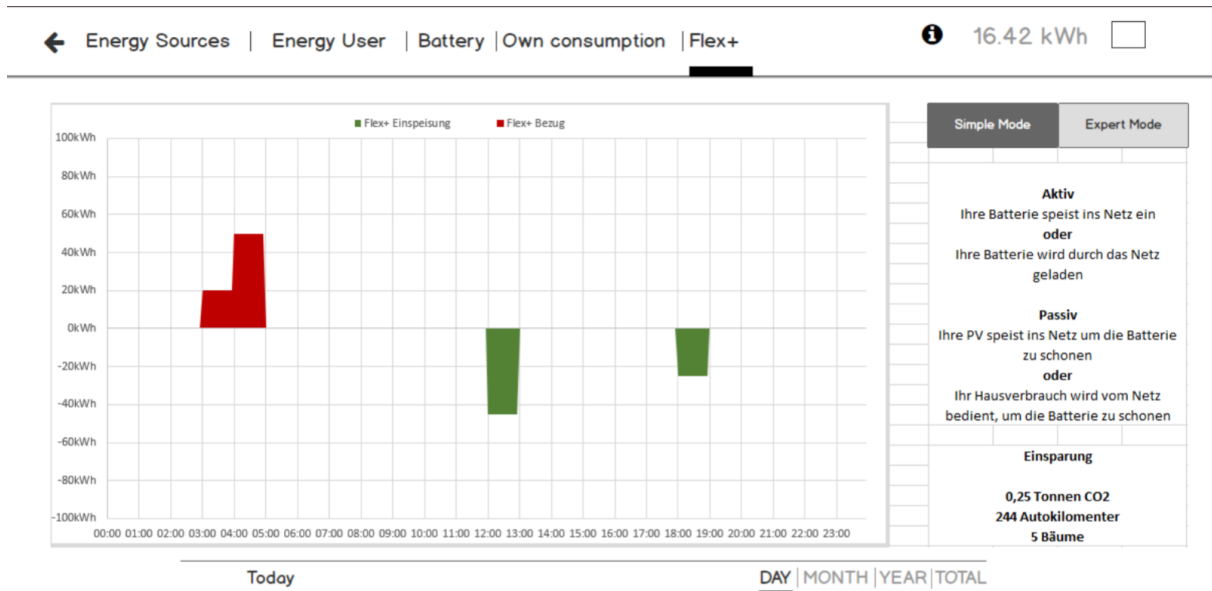 Energy Sources | Energy User | Battery | Own consumption | Flex+
16.42 kWh
Flex+ Einspeisung Flex+ Bezug
100kWh
80kWh
60kWh
40kWh
20kWh
0kWh
-20kWh
-40kWh
-60kWh
-80kWh
-100kWh
00:00 01:00 02:00 03:00 04:00 05:00 06:00 07:00 08:00 09:00 10:00 11:00 12:00 13:00 14:00 15:00 16:00 17:00 18:00 19:00 20:00 21:00 22:00 23:00
Simple Mode Expert Mode
Aktiv
Ihre Batterie speist ins Netz ein
oder
Ihre Batterie wird durch das Netz
geladen
Passiv
Ihre PV speist ins Netz um die Batterie
zu schonen
oder
Ihr Hausverbrauch wird vom Netz
bedient, um die Batterie zu schonen
Einsparung
0,25 Tonnen CO2
244 Autokilomenter
5 Bäume
Today
DAY | MONTH | YEAR | TOTAL